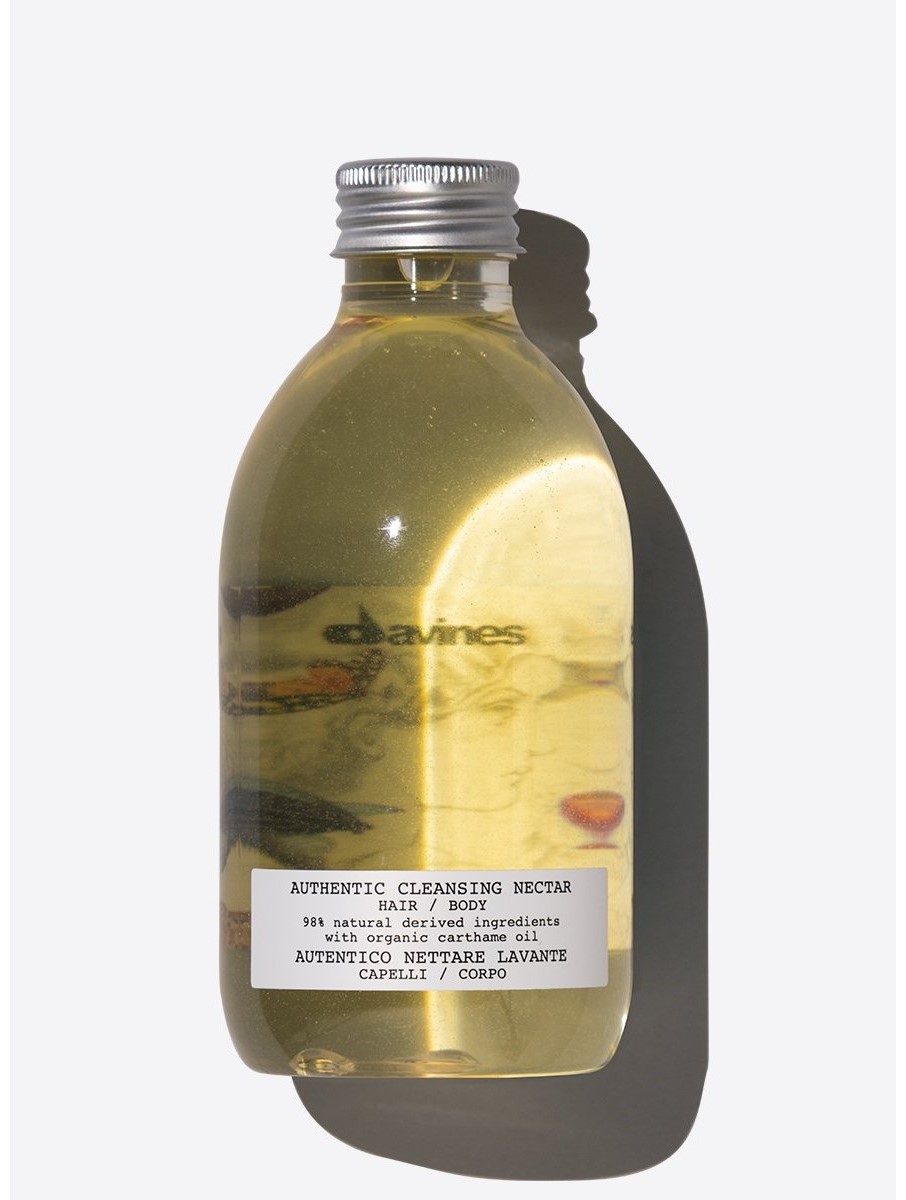 davines
AUTHENTIC CLEANSING NECTAR
HAIR / BODY
98% natural derived ingredients
with organic carthame oil
AUTENTICO NETTARE LAVANTE
CAPELLI / CORPO